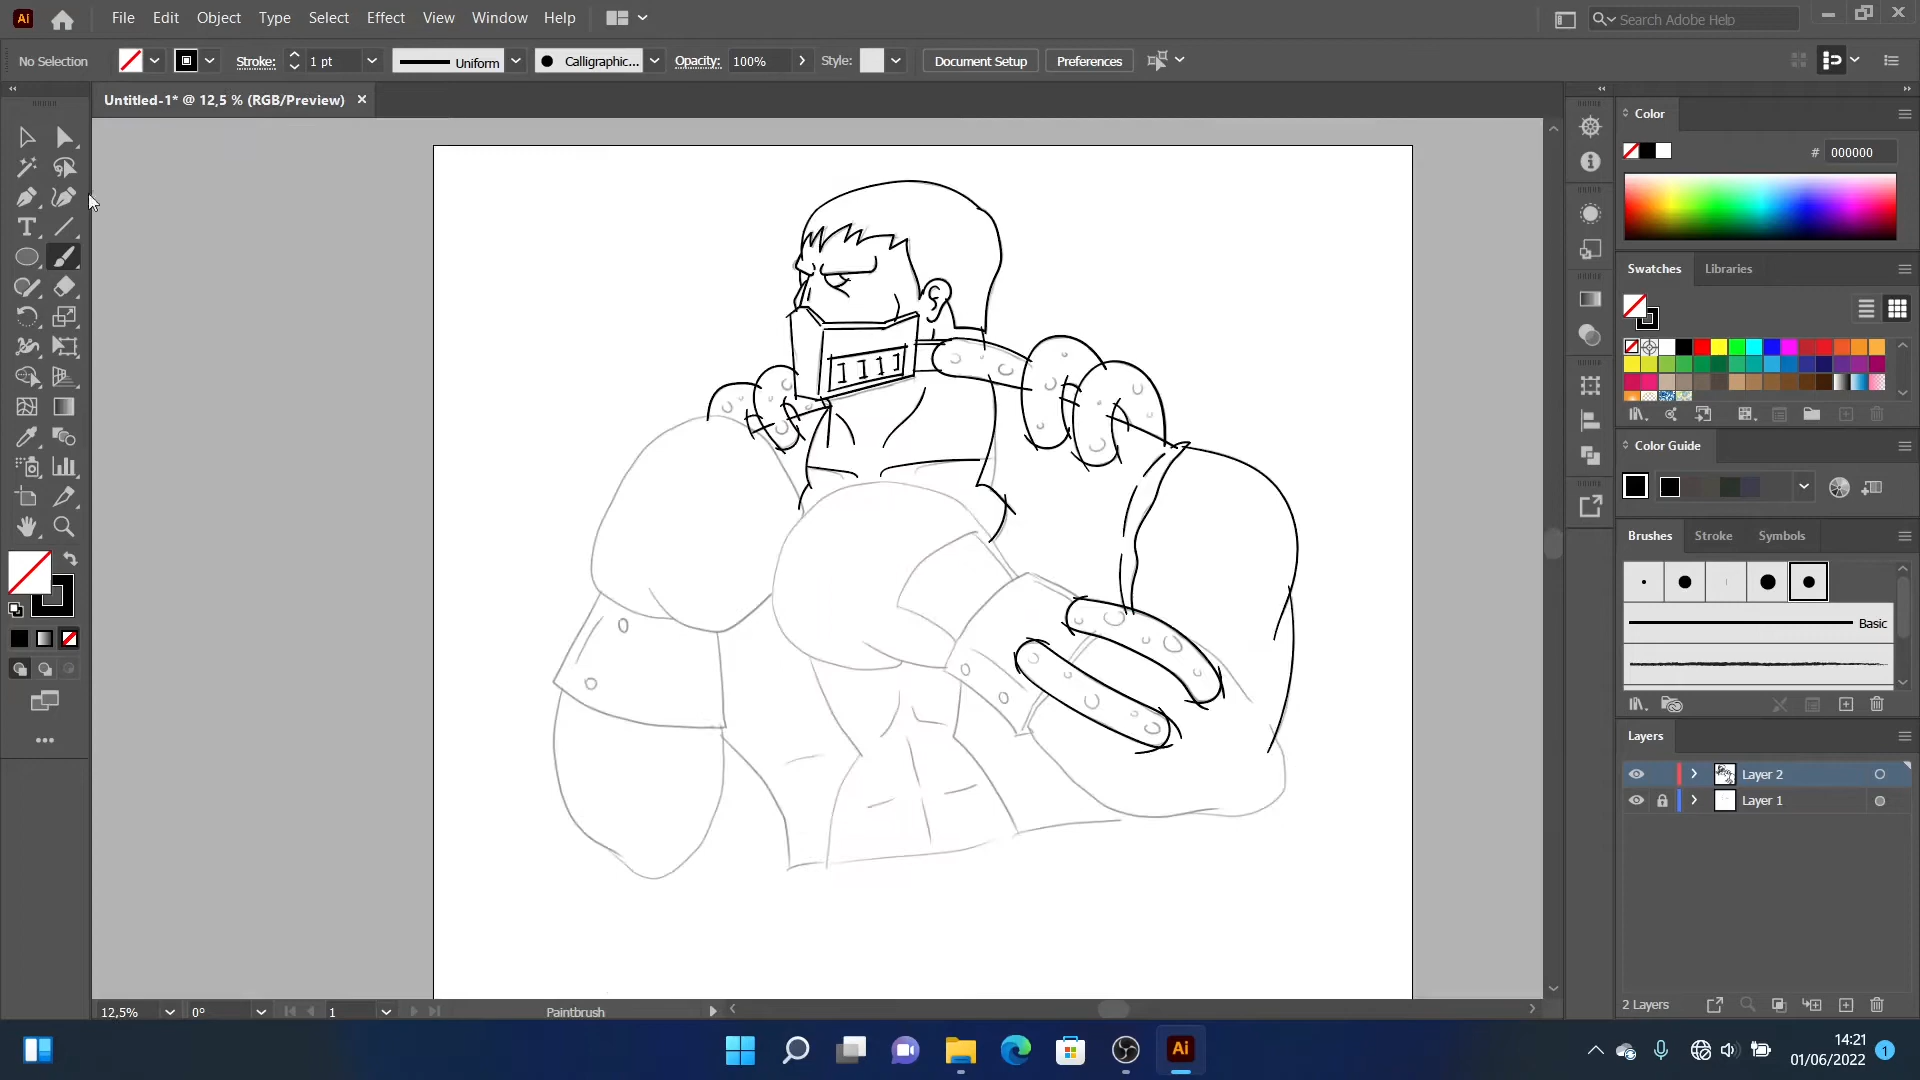 Ai File Edit Object Type Select Effect View Window Help Search Adobe Help
No Selection Stroke: 1 pt Uniform Calligraphic... Opacity: 100% Style: Document Setup Preferences
Untitled-1* @ 12,5 % (RGB/Preview)
Color
# 000000
Swatches Libraries
Color Guide
Brushes Stroke Symbols
Basic
Layers
Layer 2
Layer 1
2 Layers
12,5% 0° 1 Paintbrush
Ai
14:21
01/06/2022 1